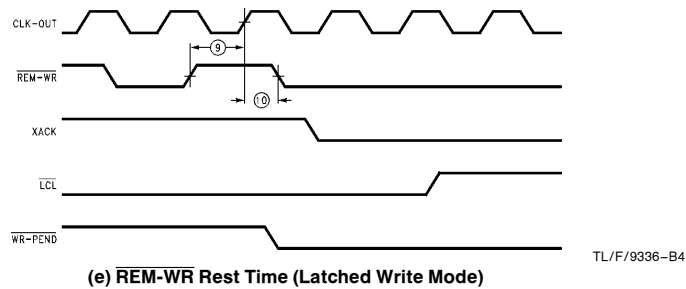 CLK-OUT
9
REM-WR
10
XACK
LCL
WR-PEND
TL/F/9336–B4
(e) REM-WR Rest Time (Latched Write Mode)